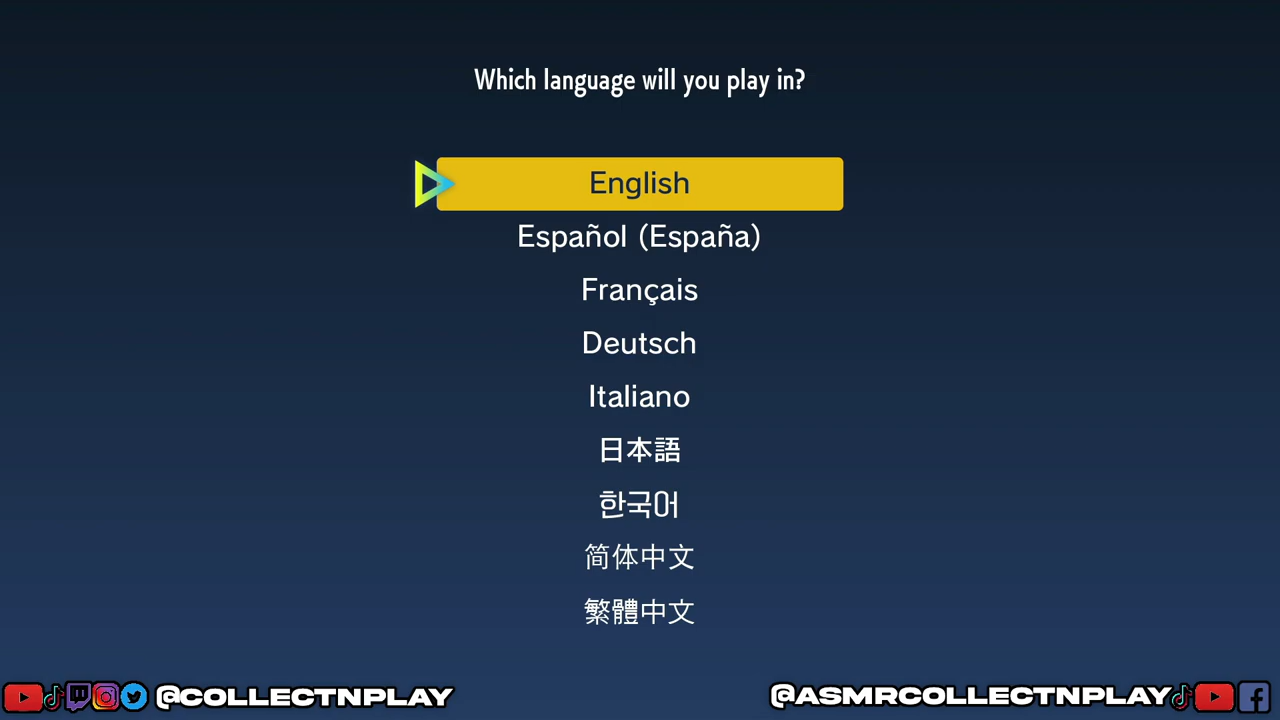 Which language will you play in?
English
Español (España)
Français
Deutsch
Italiano
日本語
한국어
简体中文
繁體中文
@COLLECTNPLAY
@ASMRCOLLECTNPLAY